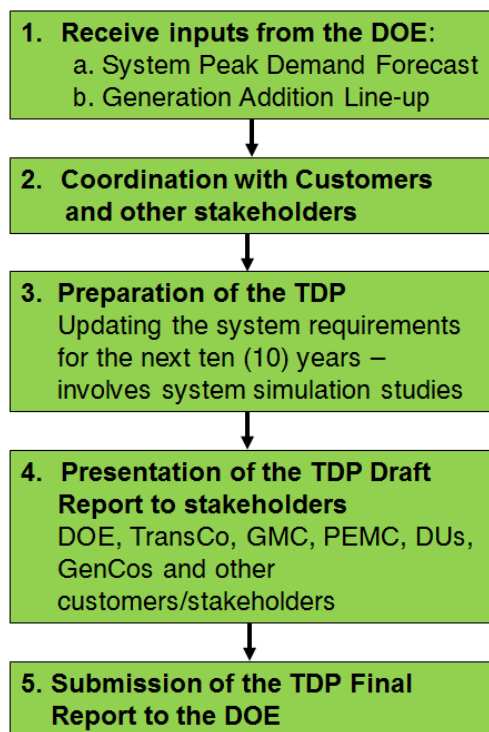 1. Receive inputs from the DOE:
a. System Peak Demand Forecast
b. Generation Addition Line-up
2. Coordination with Customers
and other stakeholders
3. Preparation of the TDP
Updating the system requirements
for the next ten (10) years –
involves system simulation studies
4. Presentation of the TDP Draft
Report to stakeholders
DOE, TransCo, GMC, PEMC, DUs,
GenCos and other
customers/stakeholders
5. Submission of the TDP Final
Report to the DOE